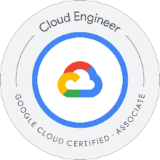 Cloud Engineer
GOOGLE CLOUD CERTIFIED · ASSOCIATE